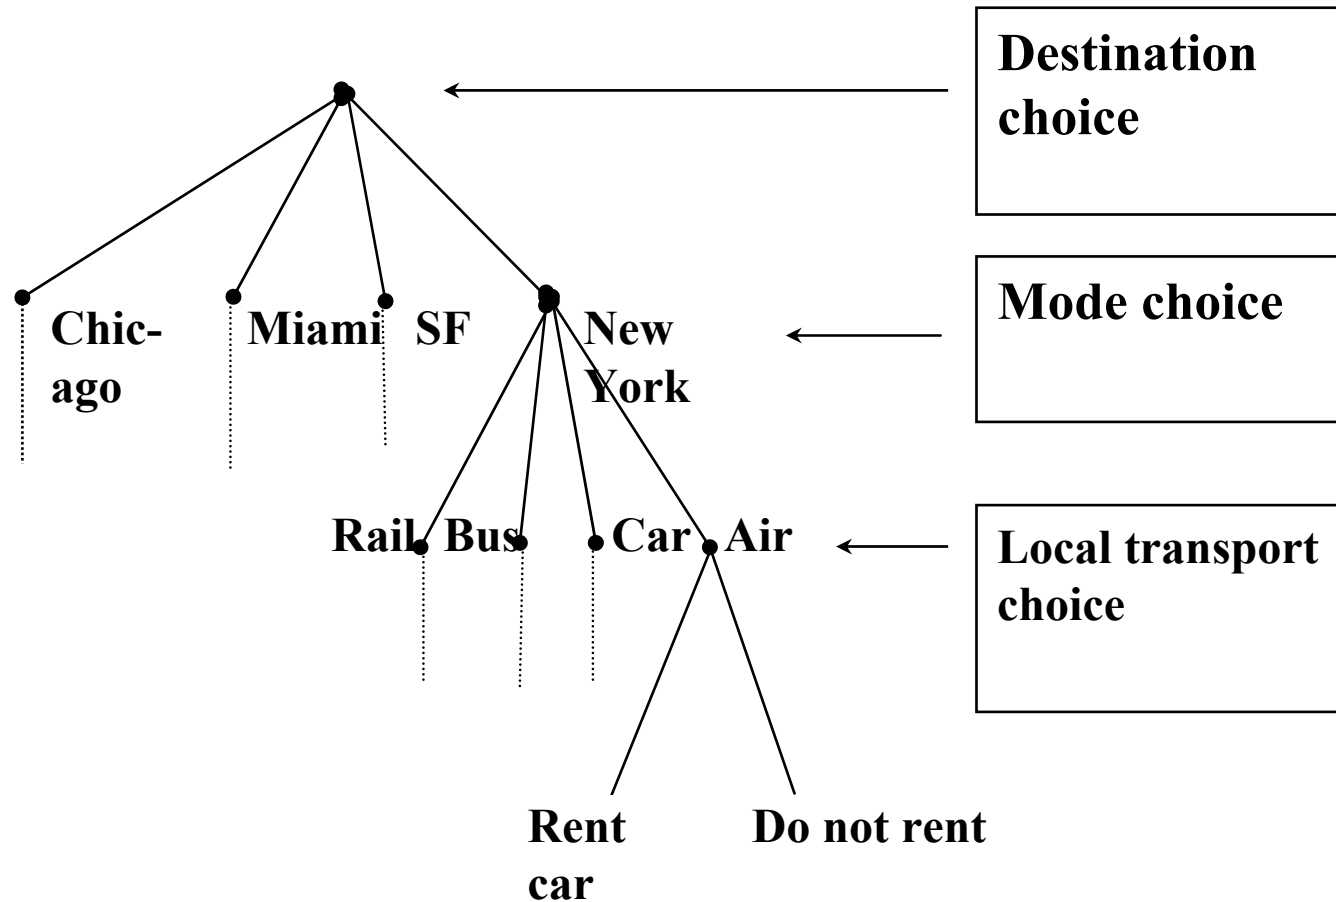 Destination
choice
Chic-
ago
Miami
SF
New
York
Mode choice
Rail
Bus
Car
Air
Local transport
choice
Rent
car
Do not rent